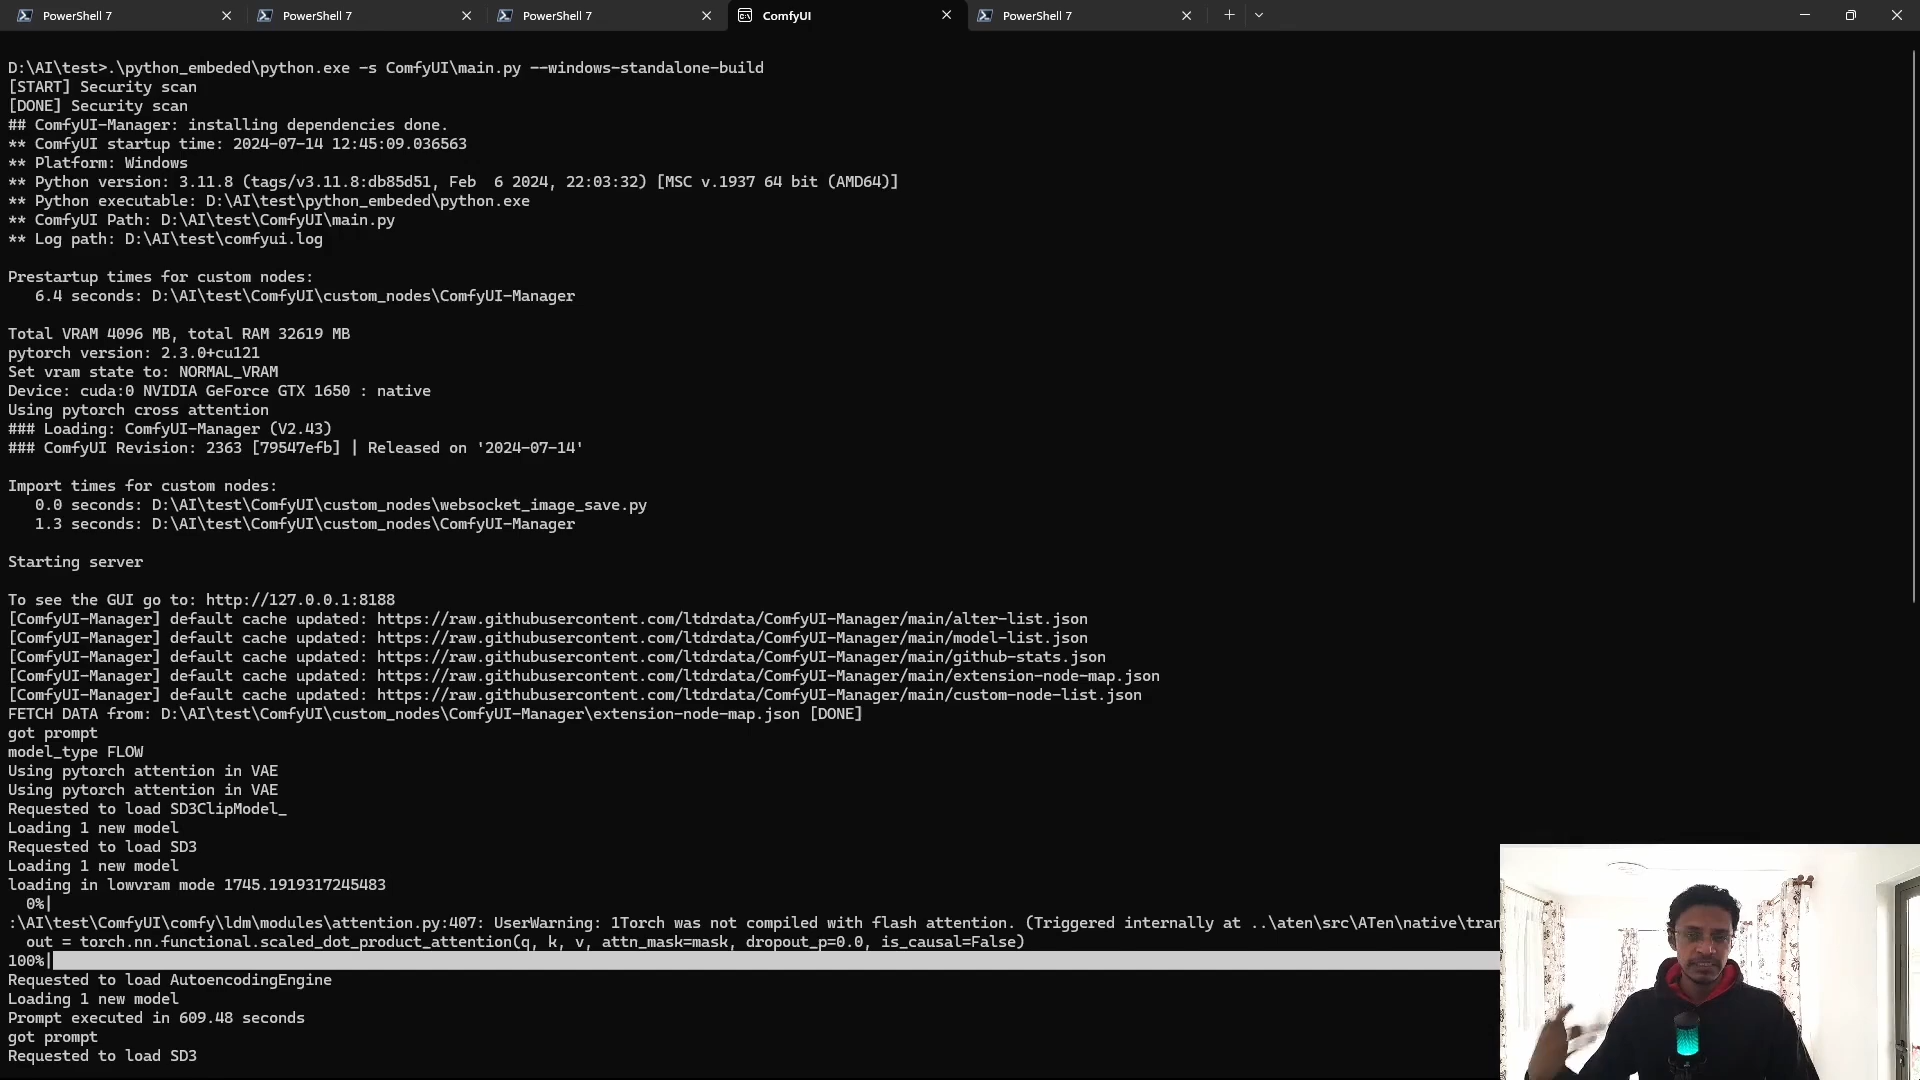 PowerShell 7
PowerShell 7
PowerShell 7
ComfyUI
PowerShell 7
D:\AI\test>.\python_embeded\python.exe -s ComfyUI\main.py --windows-standalone-build
[START] Security scan
[DONE] Security scan
## ComfyUI-Manager: installing dependencies done.
** ComfyUI startup time: 2024-07-14 12:45:09.036563
** Platform: Windows
** Python version: 3.11.8 (tags/v3.11.8:db85d51, Feb  6 2024, 22:03:32) [MSC v.1937 64 bit (AMD64)]
** Python executable: D:\AI\test\python_embeded\python.exe
** ComfyUI Path: D:\AI\test\ComfyUI\main.py
** Log path: D:\AI\test\comfyui.log
Prestartup times for custom nodes:
   6.4 seconds: D:\AI\test\ComfyUI\custom_nodes\ComfyUI-Manager
Total VRAM 4096 MB, total RAM 32619 MB
pytorch version: 2.3.0+cu121
Set vram state to: NORMAL_VRAM
Device: cuda:0 NVIDIA GeForce GTX 1650 : native
Using pytorch cross attention
### Loading: ComfyUI-Manager (V2.43)
### ComfyUI Revision: 2363 [79547efb] | Released on '2024-07-14'
Import times for custom nodes:
   0.0 seconds: D:\AI\test\ComfyUI\custom_nodes\websocket_image_save.py
   1.3 seconds: D:\AI\test\ComfyUI\custom_nodes\ComfyUI-Manager
Starting server
To see the GUI go to: http://127.0.0.1:8188
[ComfyUI-Manager] default cache updated: https://raw.githubusercontent.com/ltdrdata/ComfyUI-Manager/main/alter-list.json
[ComfyUI-Manager] default cache updated: https://raw.githubusercontent.com/ltdrdata/ComfyUI-Manager/main/model-list.json
[ComfyUI-Manager] default cache updated: https://raw.githubusercontent.com/ltdrdata/ComfyUI-Manager/main/github-stats.json
[ComfyUI-Manager] default cache updated: https://raw.githubusercontent.com/ltdrdata/ComfyUI-Manager/main/extension-node-map.json
[ComfyUI-Manager] default cache updated: https://raw.githubusercontent.com/ltdrdata/ComfyUI-Manager/main/custom-node-list.json
FETCH DATA from: D:\AI\test\ComfyUI\custom_nodes\ComfyUI-Manager\extension-node-map.json [DONE]
got prompt
model_type FLOW
Using pytorch attention in VAE
Using pytorch attention in VAE
Requested to load SD3ClipModel_
Loading 1 new model
Requested to load SD3
Loading 1 new model
loading in lowvram mode 1745.1919317245483
  0%|
:\AI\test\ComfyUI\comfy\ldm\modules\attention.py:407: UserWarning: 1Torch was not compiled with flash attention. (Triggered internally at ..\aten\src\ATen\native\tran
  out = torch.nn.functional.scaled_dot_product_attention(q, k, v, attn_mask=mask, dropout_p=0.0, is_causal=False)
100%|
Requested to load AutoencodingEngine
Loading 1 new model
Prompt executed in 609.48 seconds
got prompt
Requested to load SD3